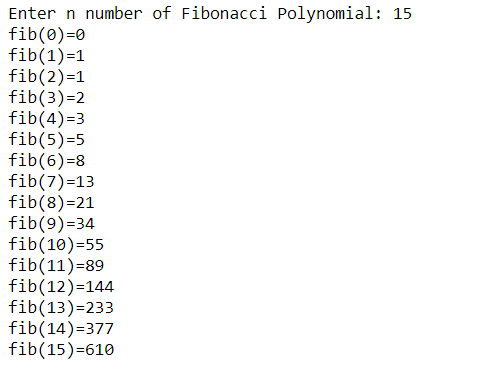 Enter n number of Fibonacci Polynomial: 15
fib(0)=0
fib(1)=1
fib(2)=1
fib(3)=2
fib(4)=3
fib(5)=5
fib(6)=8
fib(7)=13
fib(8)=21
fib(9)=34
fib(10)=55
fib(11)=89
fib(12)=144
fib(13)=233
fib(14)=377
fib(15)=610